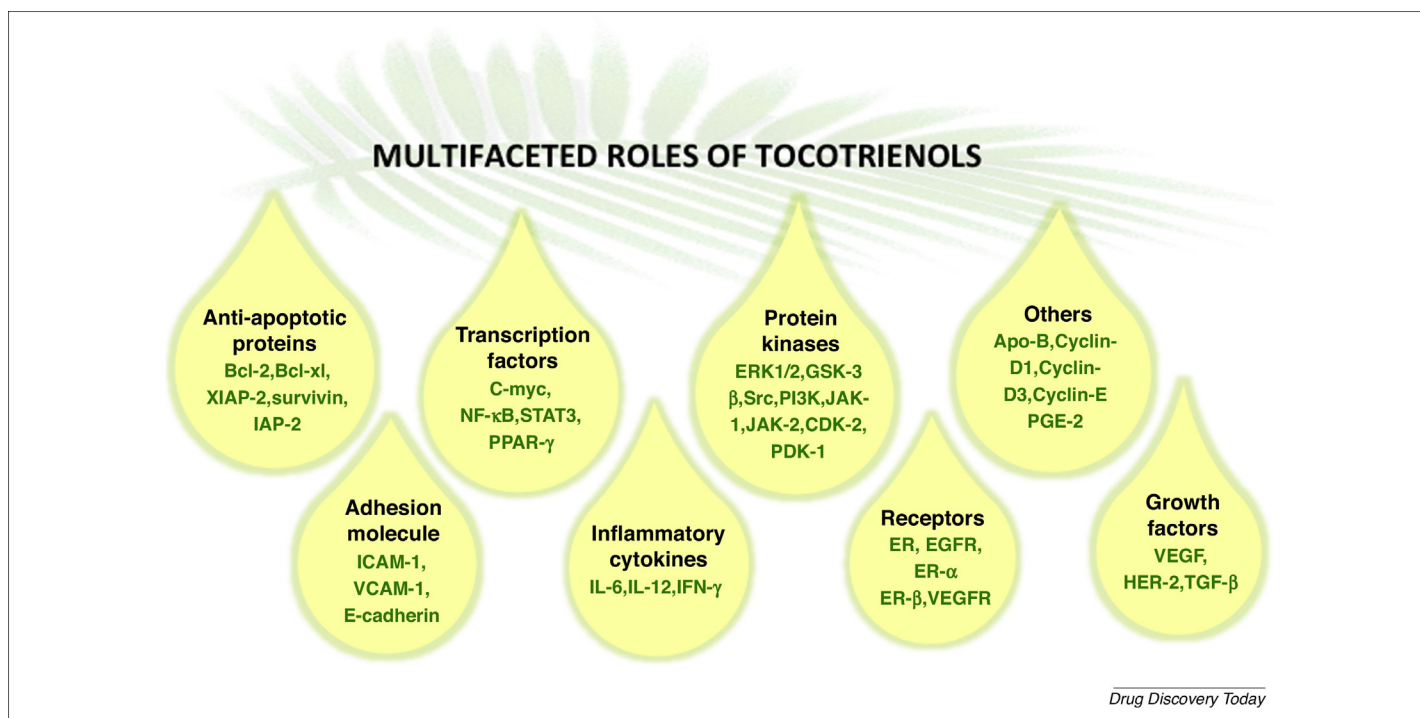 MULTIFACETED ROLES OF TOCOTRIENOLS
Anti-apoptotic
proteins
Bcl-2,Bcl-xl,
XIAP-2,survivin,
IAP-2
Transcription
factors
C-myc,
NF-κB,STAT3,
PPAR-γ
Protein
kinases
ERK1/2,GSK-3
β,Src,PI3K,JAK-
1,JAK-2,CDK-2,
PDK-1
Others
Apo-B,Cyclin-
D1,Cyclin-
D3,Cyclin-E
PGE-2
Adhesion
molecule
ICAM-1,
VCAM-1,
E-cadherin
Inflammatory
cytokines
IL-6,IL-12,IFN-γ
Receptors
ER, EGFR,
ER-α
ER-β,VEGFR
Growth
factors
VEGF,
HER-2,TGF-β
Drug Discovery Today